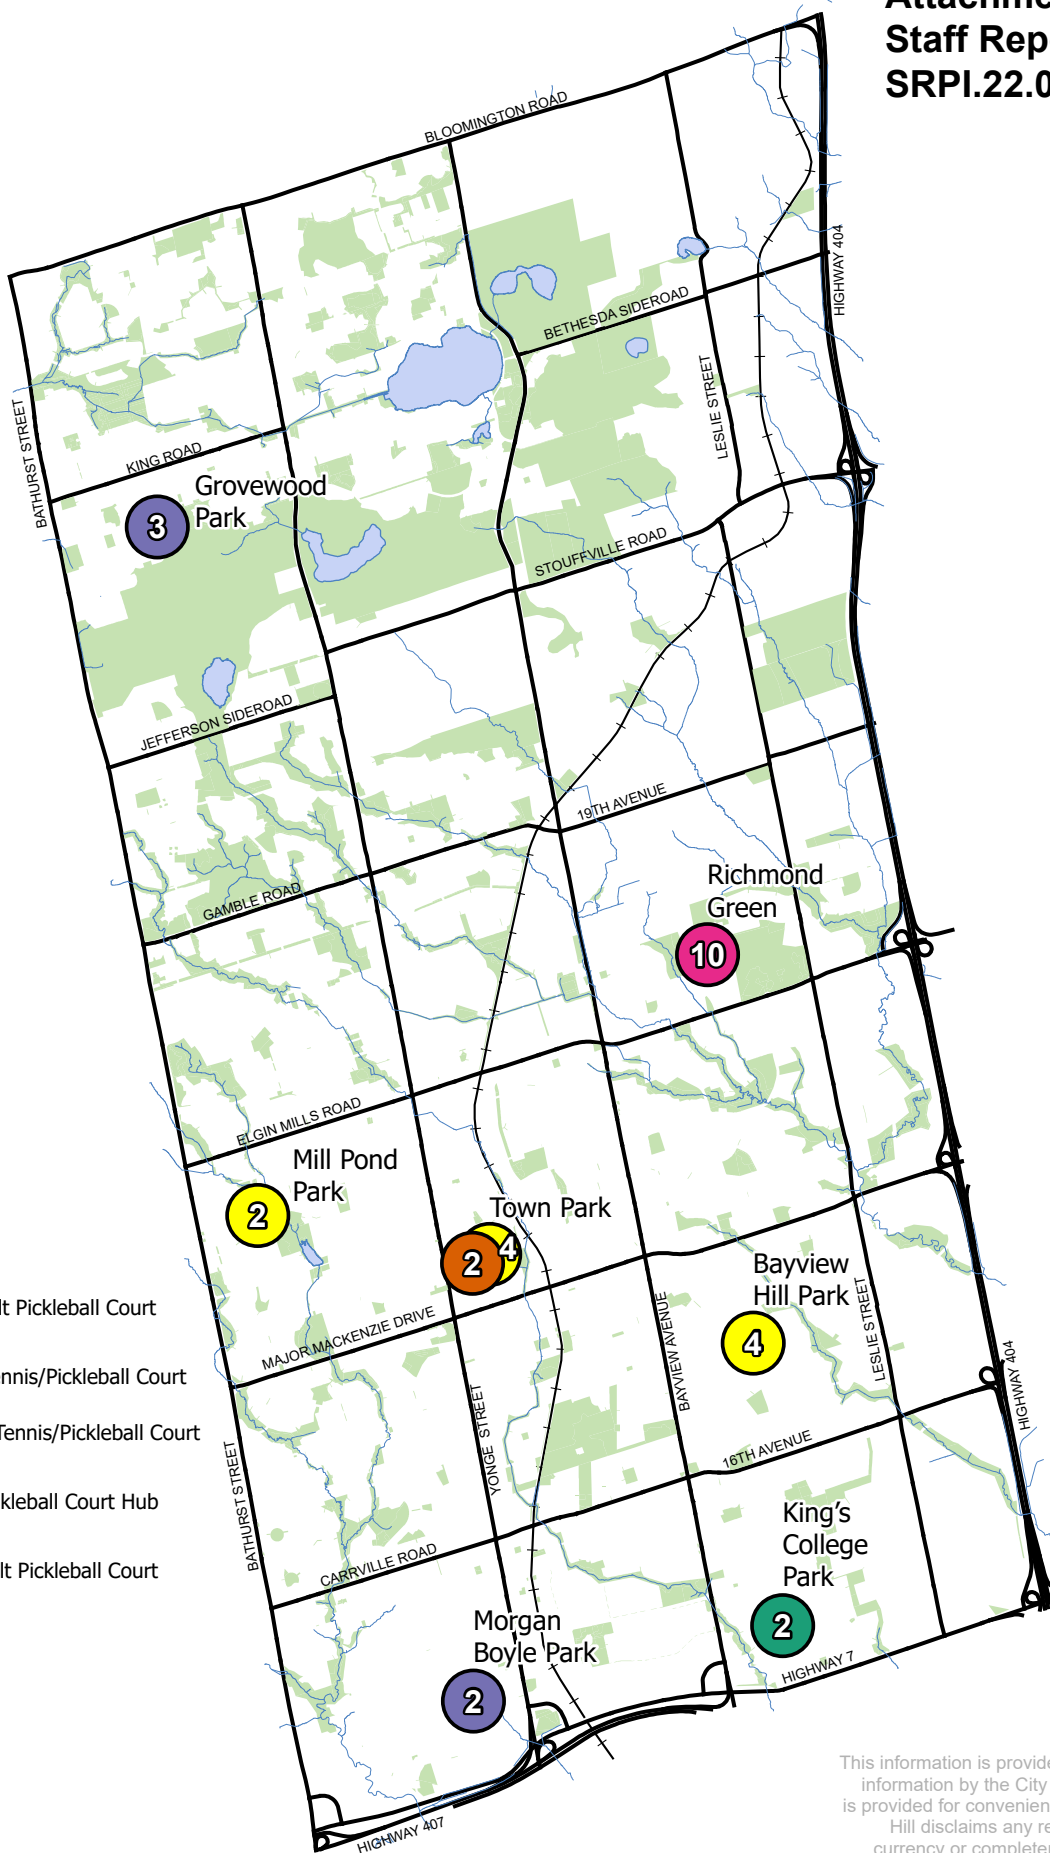 Staff Rep
SRPI.22.0
BLOOMINGTON ROAD
HIGHWAY 404
BETHESDA SIDEROAD
LESLIE STREET
BATHURST STREET
KING ROAD
Grovewood
Park
3
STOUFFVILLE ROAD
JEFFERSON SIDEROAD
19TH AVENUE
Richmond
Green
10
GAMBLE ROAD
ELGIN MILLS ROAD
Mill Pond
Park
2
Town Park
2
4
Bayview
Hill Park
4
LESLIE STREET
BAYVIEW AVENUE
MAJOR MACKENZIE DRIVE
lt Pickleball Court
ennis/Pickleball Court
Tennis/Pickleball Court
kleball Court Hub
lt Pickleball Court
HIGHWAY 404
YONGE STREET
16TH AVENUE
BATHURST STREET
CARRVILLE ROAD
King's
College
Park
2
Morgan
Boyle Park
2
HIGHWAY 7
HIGHWAY 407
This information is provide
information by the City
is provided for convenien
Hill disclaims any re
currency or completer